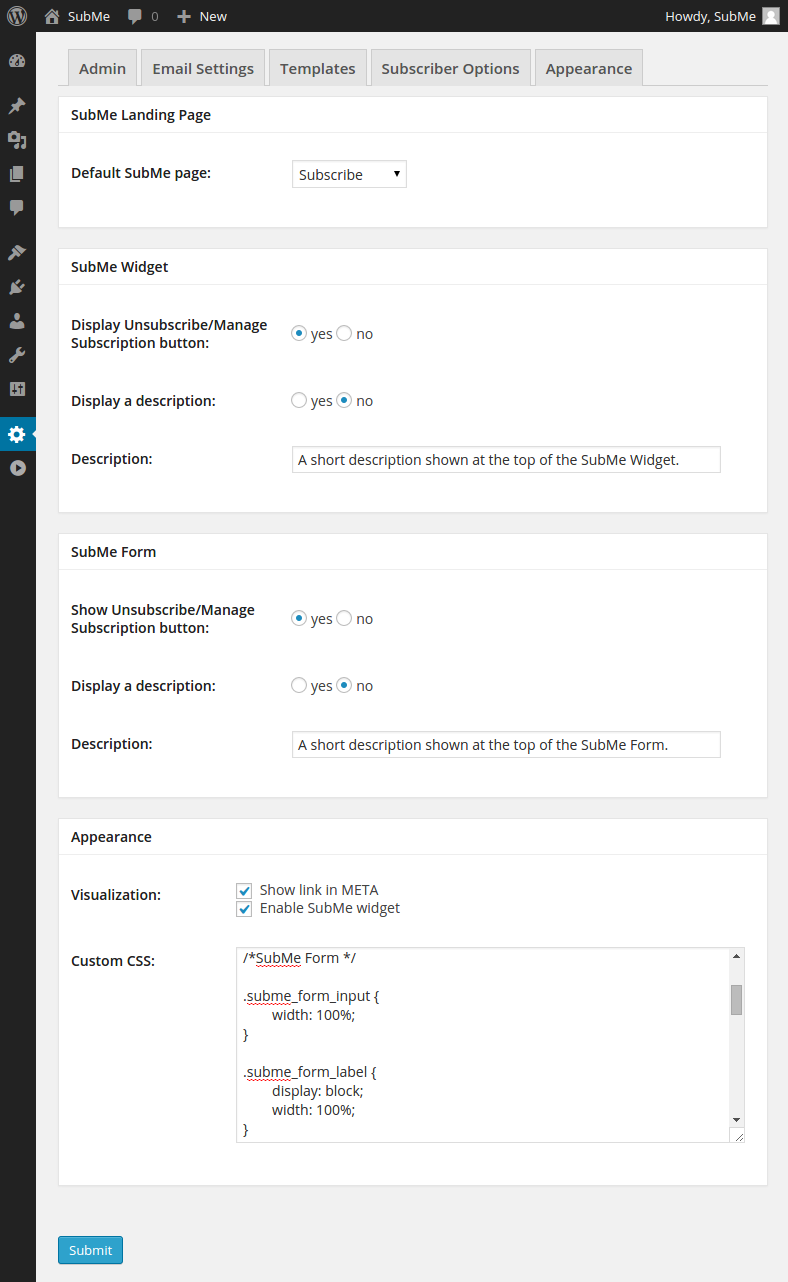 SubMe 0 New Howdy, SubMe
Admin Email Settings Templates Subscriber Options Appearance
SubMe Landing Page
Default SubMe page: Subscribe
SubMe Widget
Display Unsubscribe/Manage
Subscription button: yes no
Display a description: yes no
Description: A short description shown at the top of the SubMe Widget.
SubMe Form
Show Unsubscribe/Manage
Subscription button: yes no
Display a description: yes no
Description: A short description shown at the top of the SubMe Form.
Appearance
Visualization: Show link in META
Enable SubMe widget
Custom CSS: /*SubMe Form */
.subme_form_input {
width: 100%;
}
.subme_form_label {
display: block;
width: 100%;
}
Submit